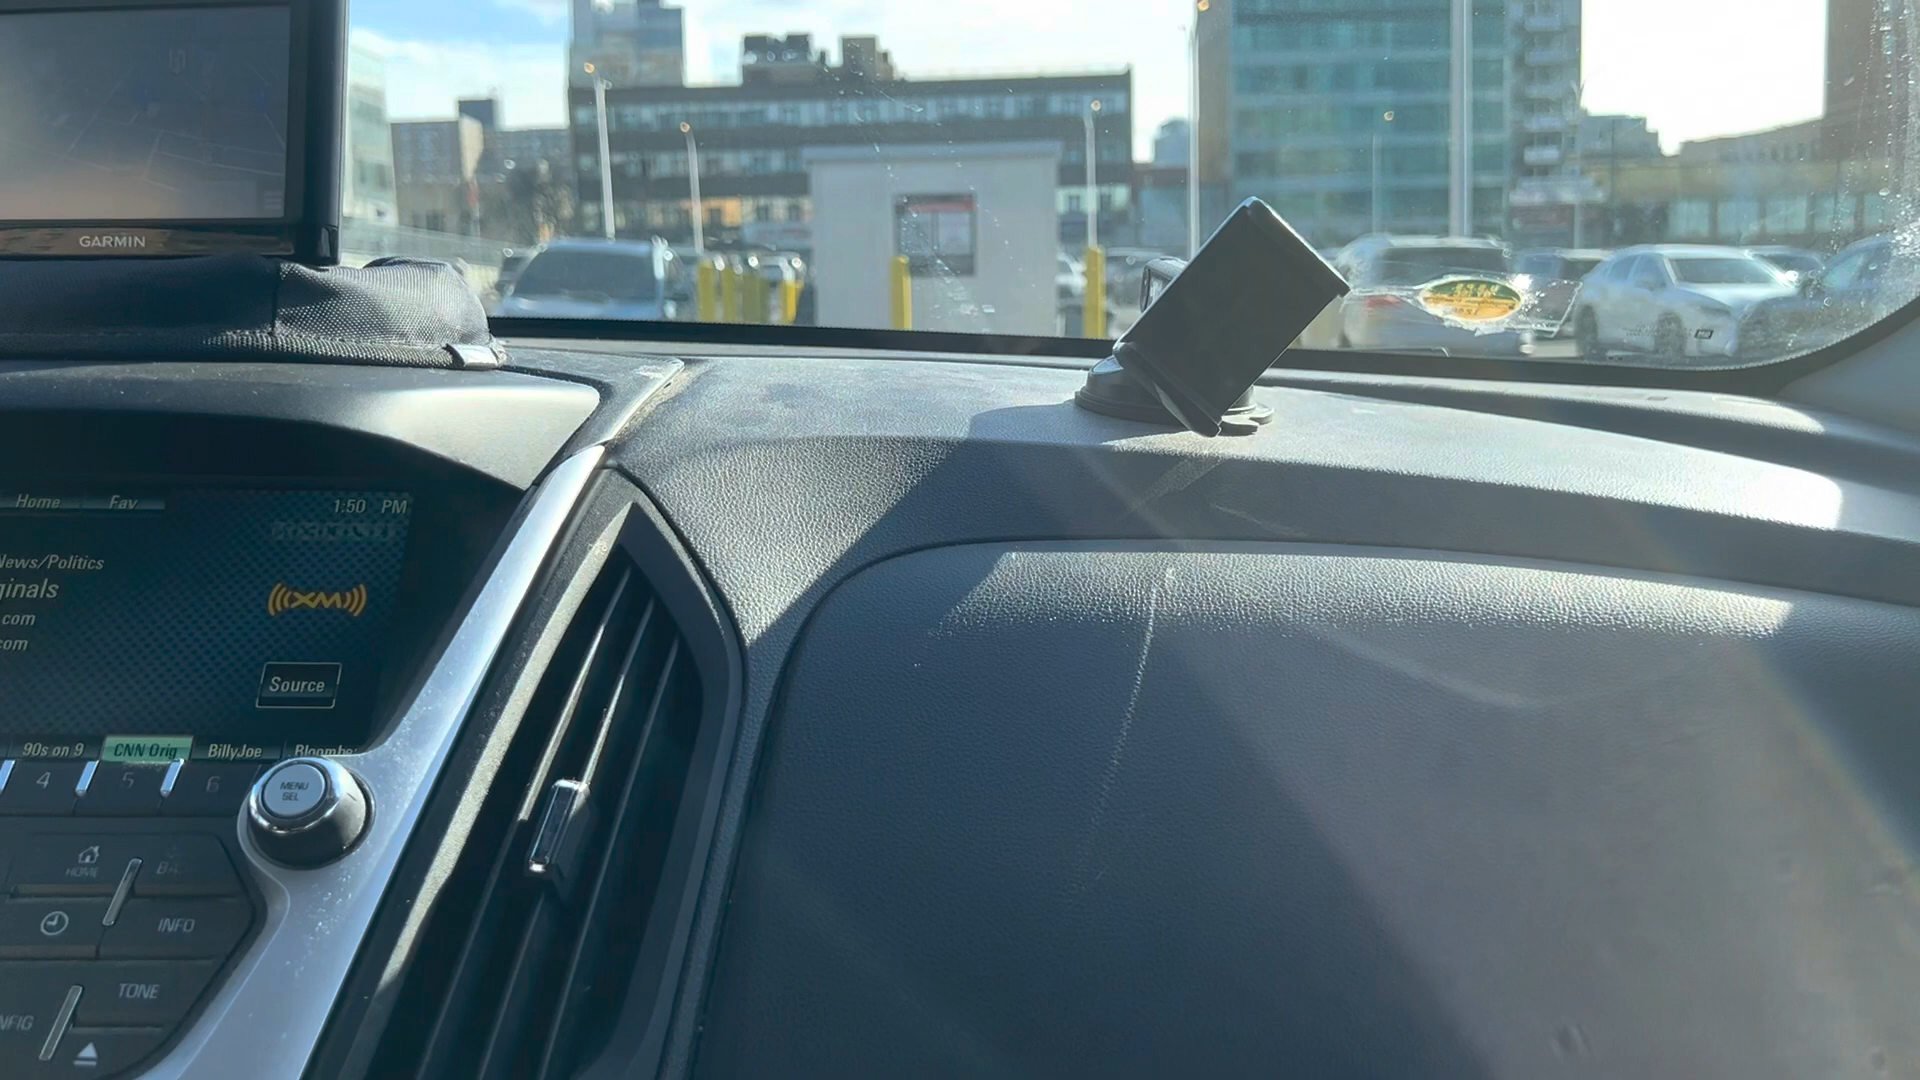 GARMIN
Home Fav 1:50 PM
News/Politics
ginals
.com
com
XM
Source
90s on 9 CNN Orig BillyJoe Bloombe
4 5 6
MENU
SEL
HOME
INFO
TONE
NFIG